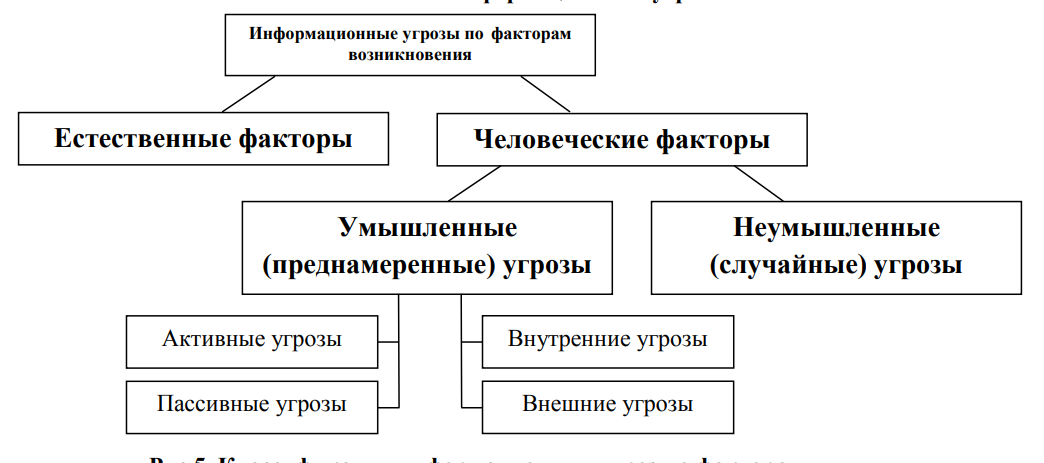 Информационные угрозы по факторам
возникновения
Естественные факторы
Человеческие факторы
Умышленные
(преднамеренные) угрозы
Неумышленные
(случайные) угрозы
Активные угрозы
Внутренние угрозы
Пассивные угрозы
Внешние угрозы